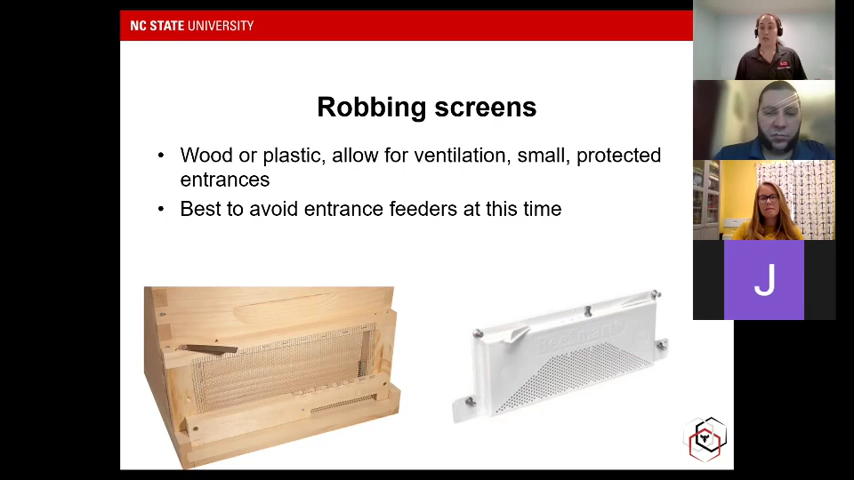 NC STATE UNIVERSITY
Robbing screens
• Wood or plastic, allow for ventilation, small, protected
entrances
• Best to avoid entrance feeders at this time
J